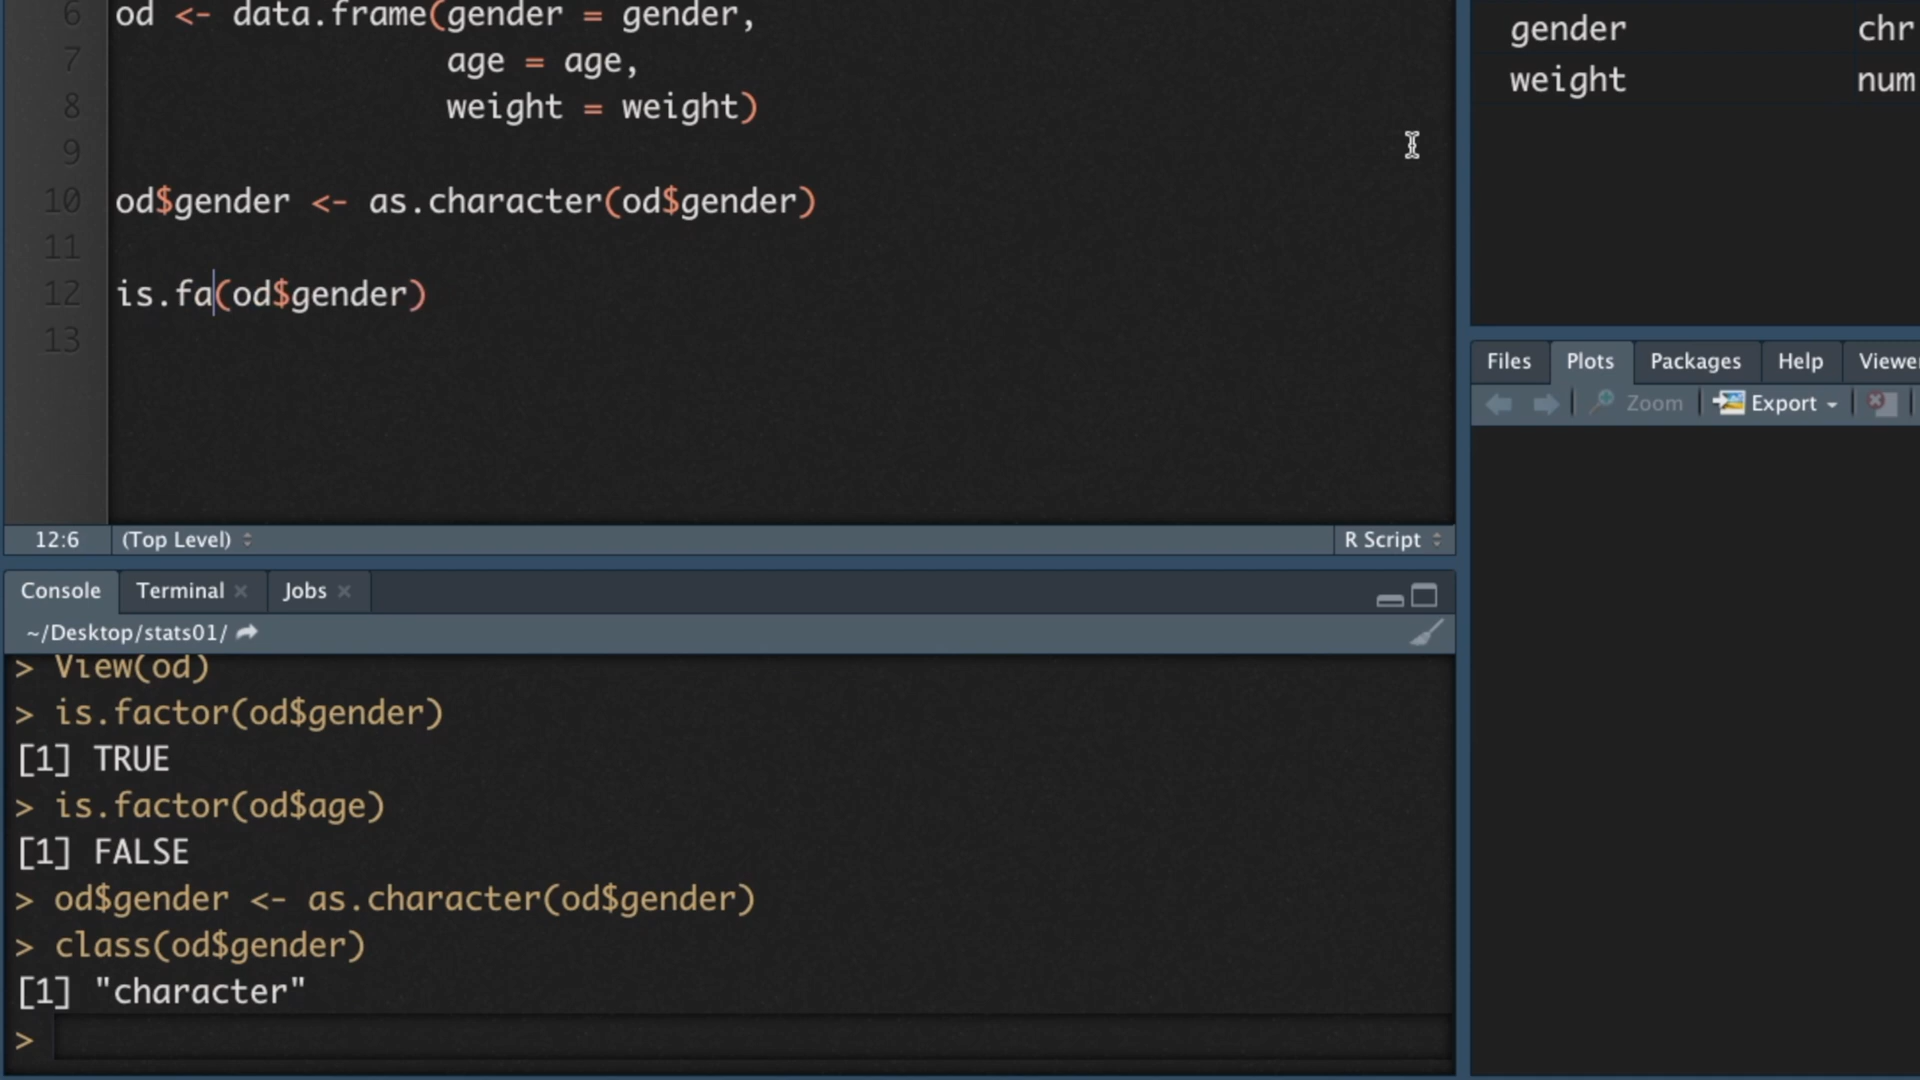 6 od <- data.frame(gender = gender,
7 age = age,
8 weight = weight)
9
10 od$gender <- as.character(od$gender)
11
12 is.fa(od$gender)
13
12:6 (Top Level) R Script
Console Terminal Jobs
~/Desktop/stats01/
> View(od)
> is.factor(od$gender)
[1] TRUE
> is.factor(od$age)
[1] FALSE
> od$gender <- as.character(od$gender)
> class(od$gender)
[1] "character"
>
gender chr
weight num
Files Plots Packages Help Viewer
Zoom Export